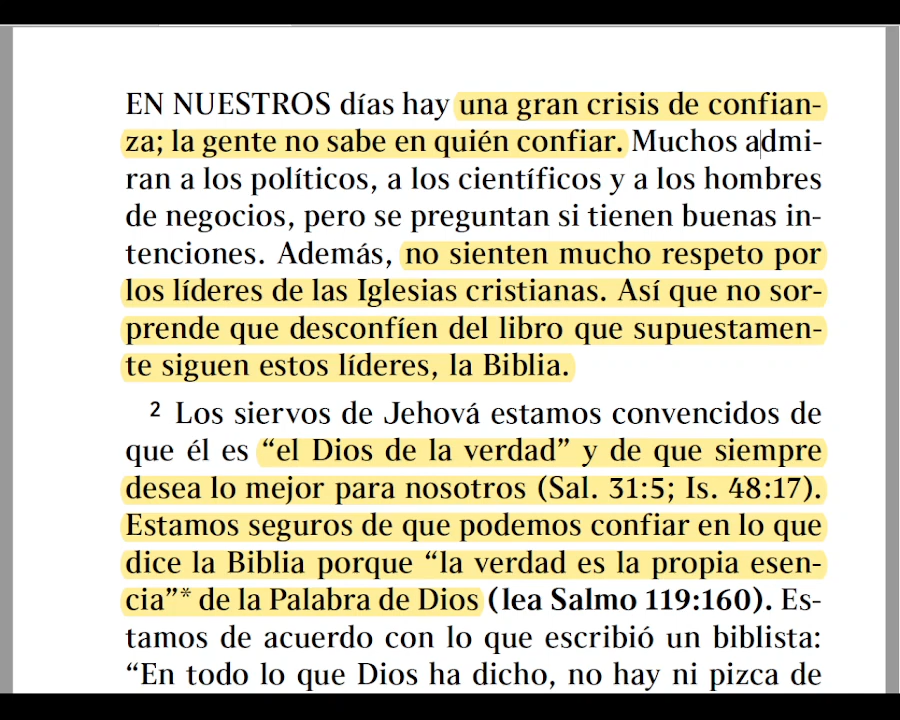 EN NUESTROS días hay una gran crisis de confian-
za; la gente no sabe en quién confiar. Muchos admi-
ran a los políticos, a los científicos y a los hombres
de negocios, pero se preguntan si tienen buenas in-
tenciones. Además, no sienten mucho respeto por
los líderes de las Iglesias cristianas. Así que no sor-
prende que desconfíen del libro que supuestamen-
te siguen estos líderes, la Biblia.
2 Los siervos de Jehová estamos convencidos de
que él es “el Dios de la verdad” y de que siempre
desea lo mejor para nosotros (Sal. 31:5; Is. 48:17).
Estamos seguros de que podemos confiar en lo que
dice la Biblia porque “la verdad es la propia esen-
cia”* de la Palabra de Dios (lea Salmo 119:160). Es-
tamos de acuerdo con lo que escribió un biblista:
“En todo lo que Dios ha dicho, no hay ni pizca de